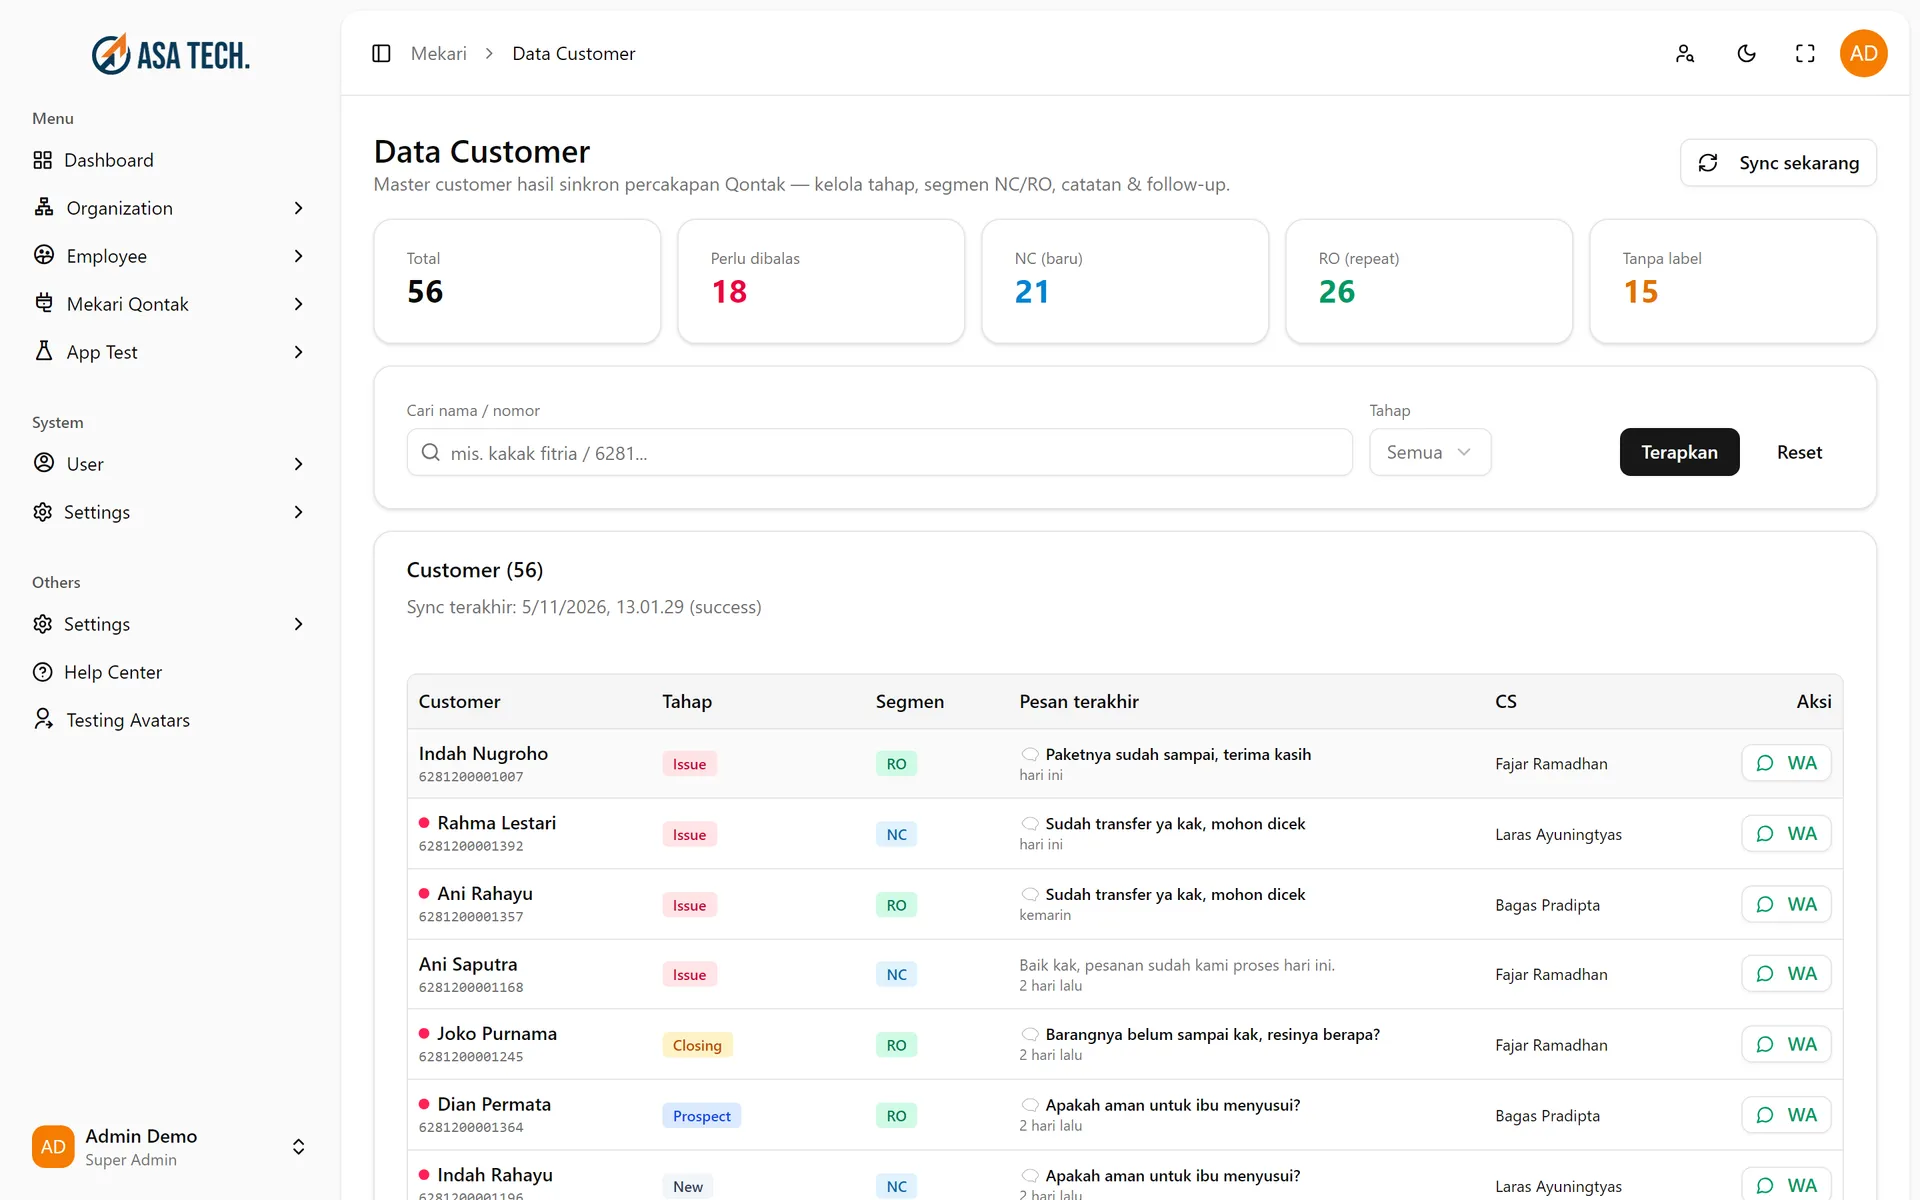 ASA TECH.
Menu
Dashboard
Organization
Employee
Mekari Qontak
App Test
System
User
Settings
Others
Settings
Help Center
Testing Avatars
AD
Admin Demo
Super Admin
Mekari
Data Customer
AD
Data Customer
Master customer hasil sinkron percakapan Qontak — kelola tahap, segmen NC/RO, catatan & follow-up.
Sync sekarang
Total
56
Perlu dibalas
18
NC (baru)
21
RO (repeat)
26
Tanpa label
15
Cari nama / nomor
mis. kakak fitria / 6281...
Tahap
Semua
Terapkan
Reset
Customer (56)
Sync terakhir: 5/11/2026, 13.01.29 (success)
Customer Tahap Segmen Pesan terakhir CS Aksi
Indah Nugroho
6281200001007
Issue
RO
Paketnya sudah sampai, terima kasih
hari ini
Fajar Ramadhan
WA
Rahma Lestari
6281200001392
Issue
NC
Sudah transfer ya kak, mohon dicek
hari ini
Laras Ayuningtyas
WA
Ani Rahayu
6281200001357
Issue
RO
Sudah transfer ya kak, mohon dicek
kemarin
Bagas Pradipta
WA
Ani Saputra
6281200001168
Issue
NC
Baik kak, pesanan sudah kami proses hari ini.
2 hari lalu
Fajar Ramadhan
WA
Joko Purnama
6281200001245
Closing
RO
Barangnya belum sampai kak, resinya berapa?
2 hari lalu
Fajar Ramadhan
WA
Dian Permata
6281200001364
Prospect
RO
Apakah aman untuk ibu menyusui?
2 hari lalu
Bagas Pradipta
WA
Indah Rahayu
6281200001196
New
NC
Apakah aman untuk ibu menyusui?
2 hari lalu
Laras Ayuningtyas
WA